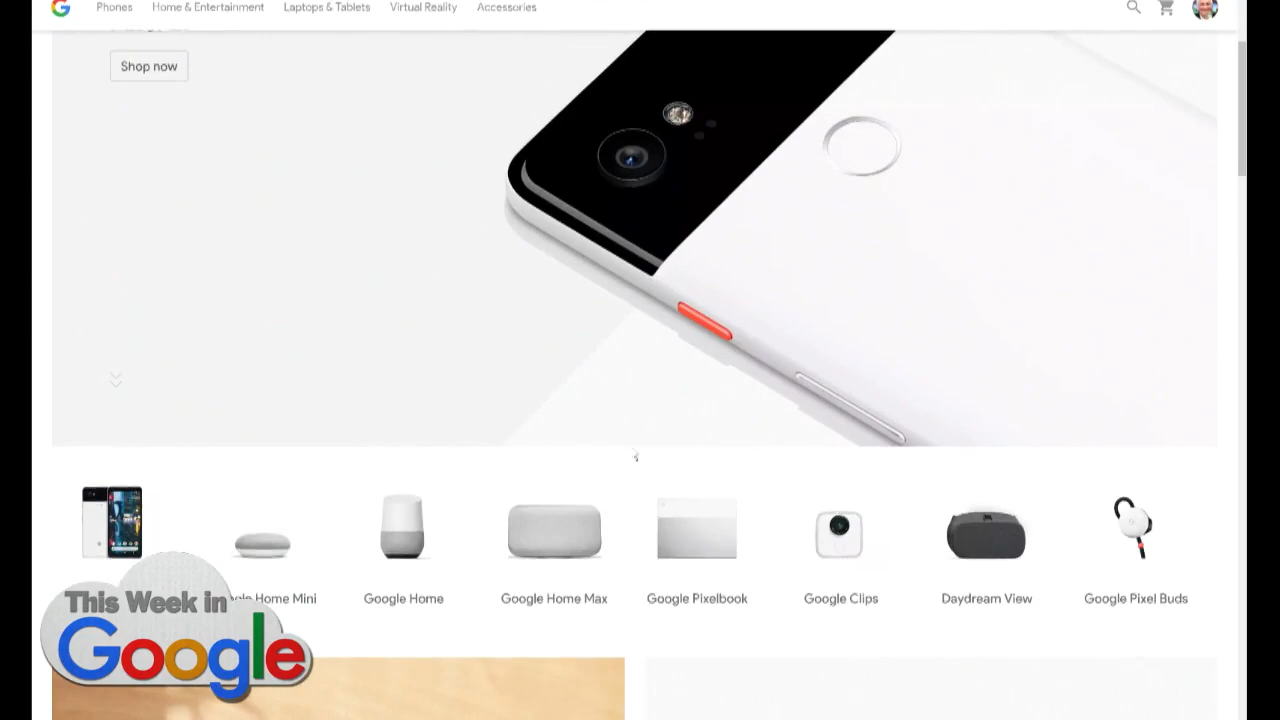 Phones Home & Entertainment Laptops & Tablets Virtual Reality Accessories
Shop now
Home Mini Google Home Google Home Max Google Pixelbook Google Clips Daydream View Google Pixel Buds
This Week in
Google